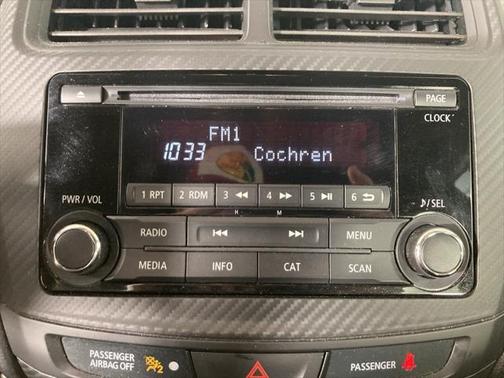 PAGE
CLOCK
FM1
1033 Cochren
1 RPT 2 RDM 3 4 5 6
H M
PWR / VOL
/SEL
RADIO MENU
MEDIA INFO CAT SCAN
PASSENGER
AIRBAG OFF 2
PASSENGER